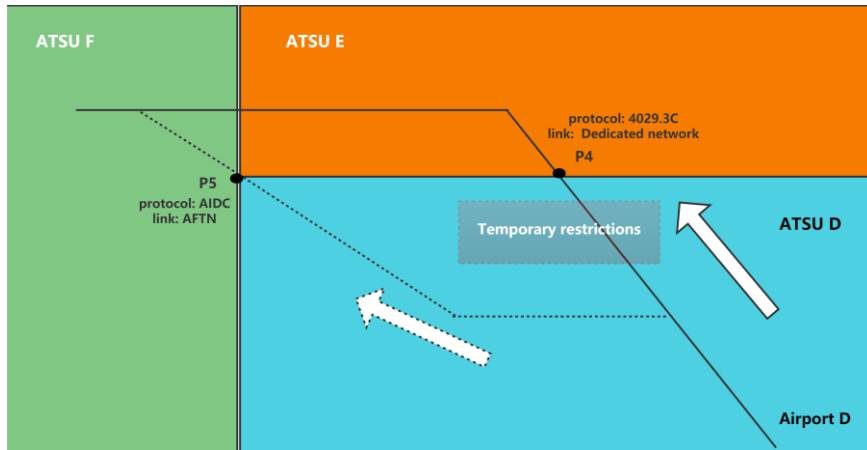 ATSU F
ATSU E
protocol: 4029.3C
link: Dedicated network
P4
P5
protocol: AIDC
link: AFTN
Temporary restrictions
ATSU D
Airport D